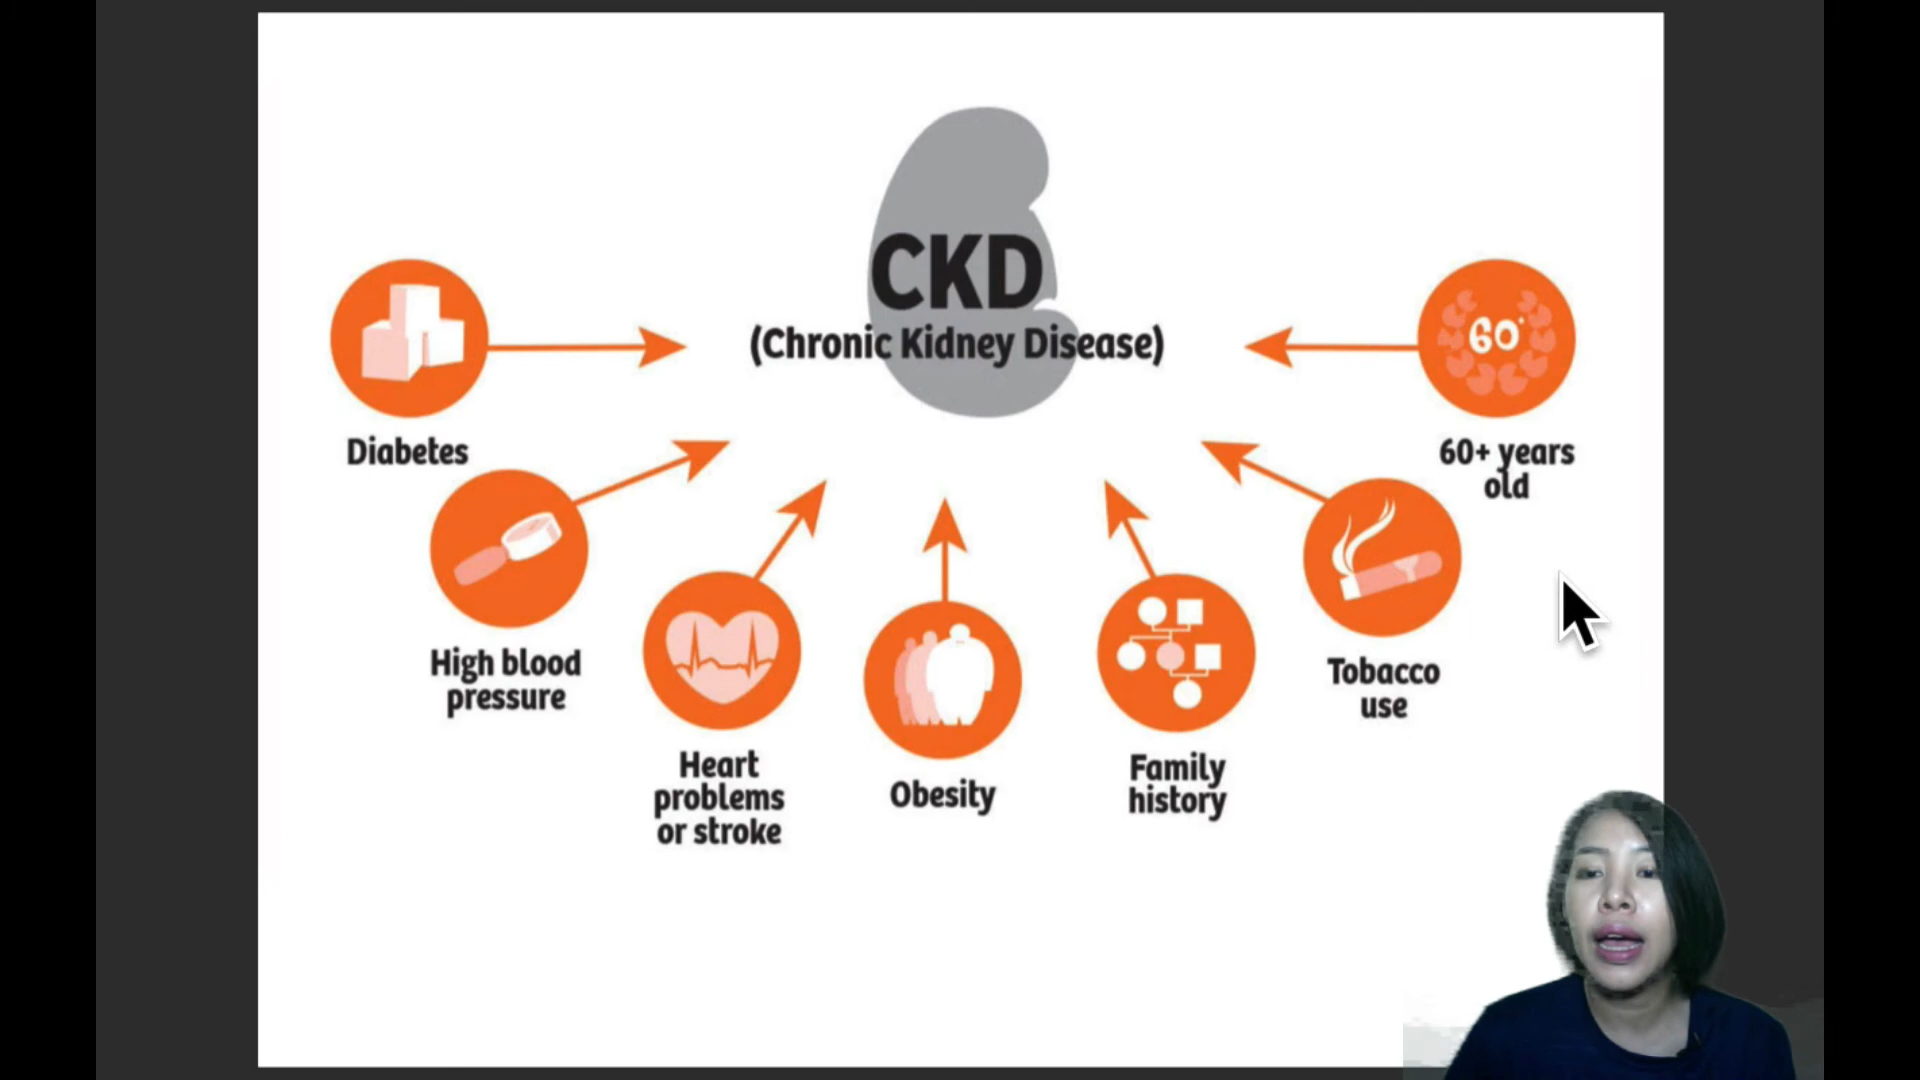 CKD
(Chronic Kidney Disease)
Diabetes
High blood
pressure
Heart
problems
or stroke
Obesity
Family
history
Tobacco
use
60+
60+ years
old